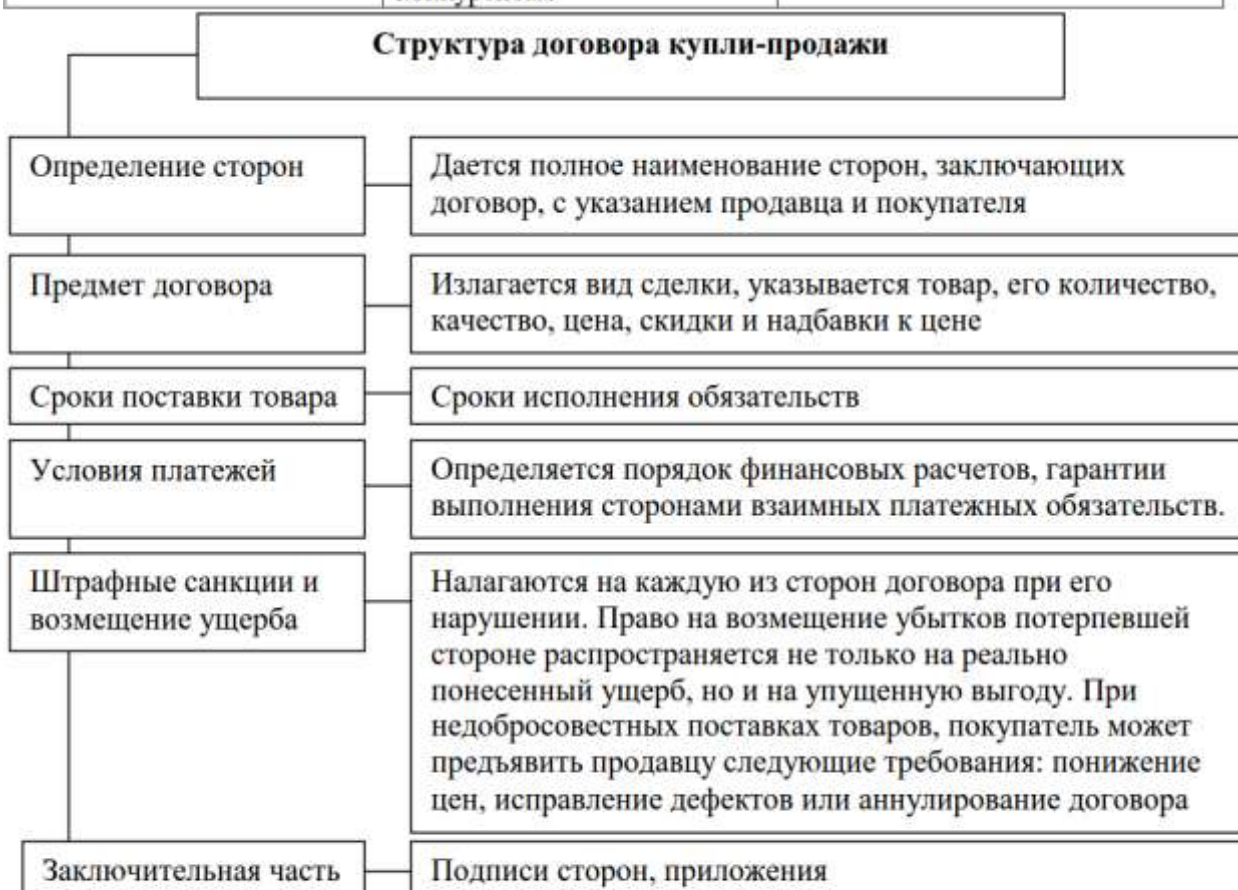 Структура договора купли-продажи
Определение сторон
Дается полное наименование сторон, заключающих
договор, с указанием продавца и покупателя
Предмет договора
Излагается вид сделки, указывается товар, его количество,
качество, цена, скидки и надбавки к цене
Сроки поставки товара
Сроки исполнения обязательств
Условия платежей
Определяется порядок финансовых расчетов, гарантии
выполнения сторонами взаимных платежных обязательств.
Штрафные санкции и
возмещение ущерба
Налагаются на каждую из сторон договора при его
нарушении. Право на возмещение убытков потерпевшей
стороне распространяется не только на реально
понесенный ущерб, но и на упущенную выгоду. При
недобросовестных поставках товаров, покупатель может
предъявить продавцу следующие требования: понижение
цен, исправление дефектов или аннулирование договора
Заключительная часть
Подписи сторон, приложения